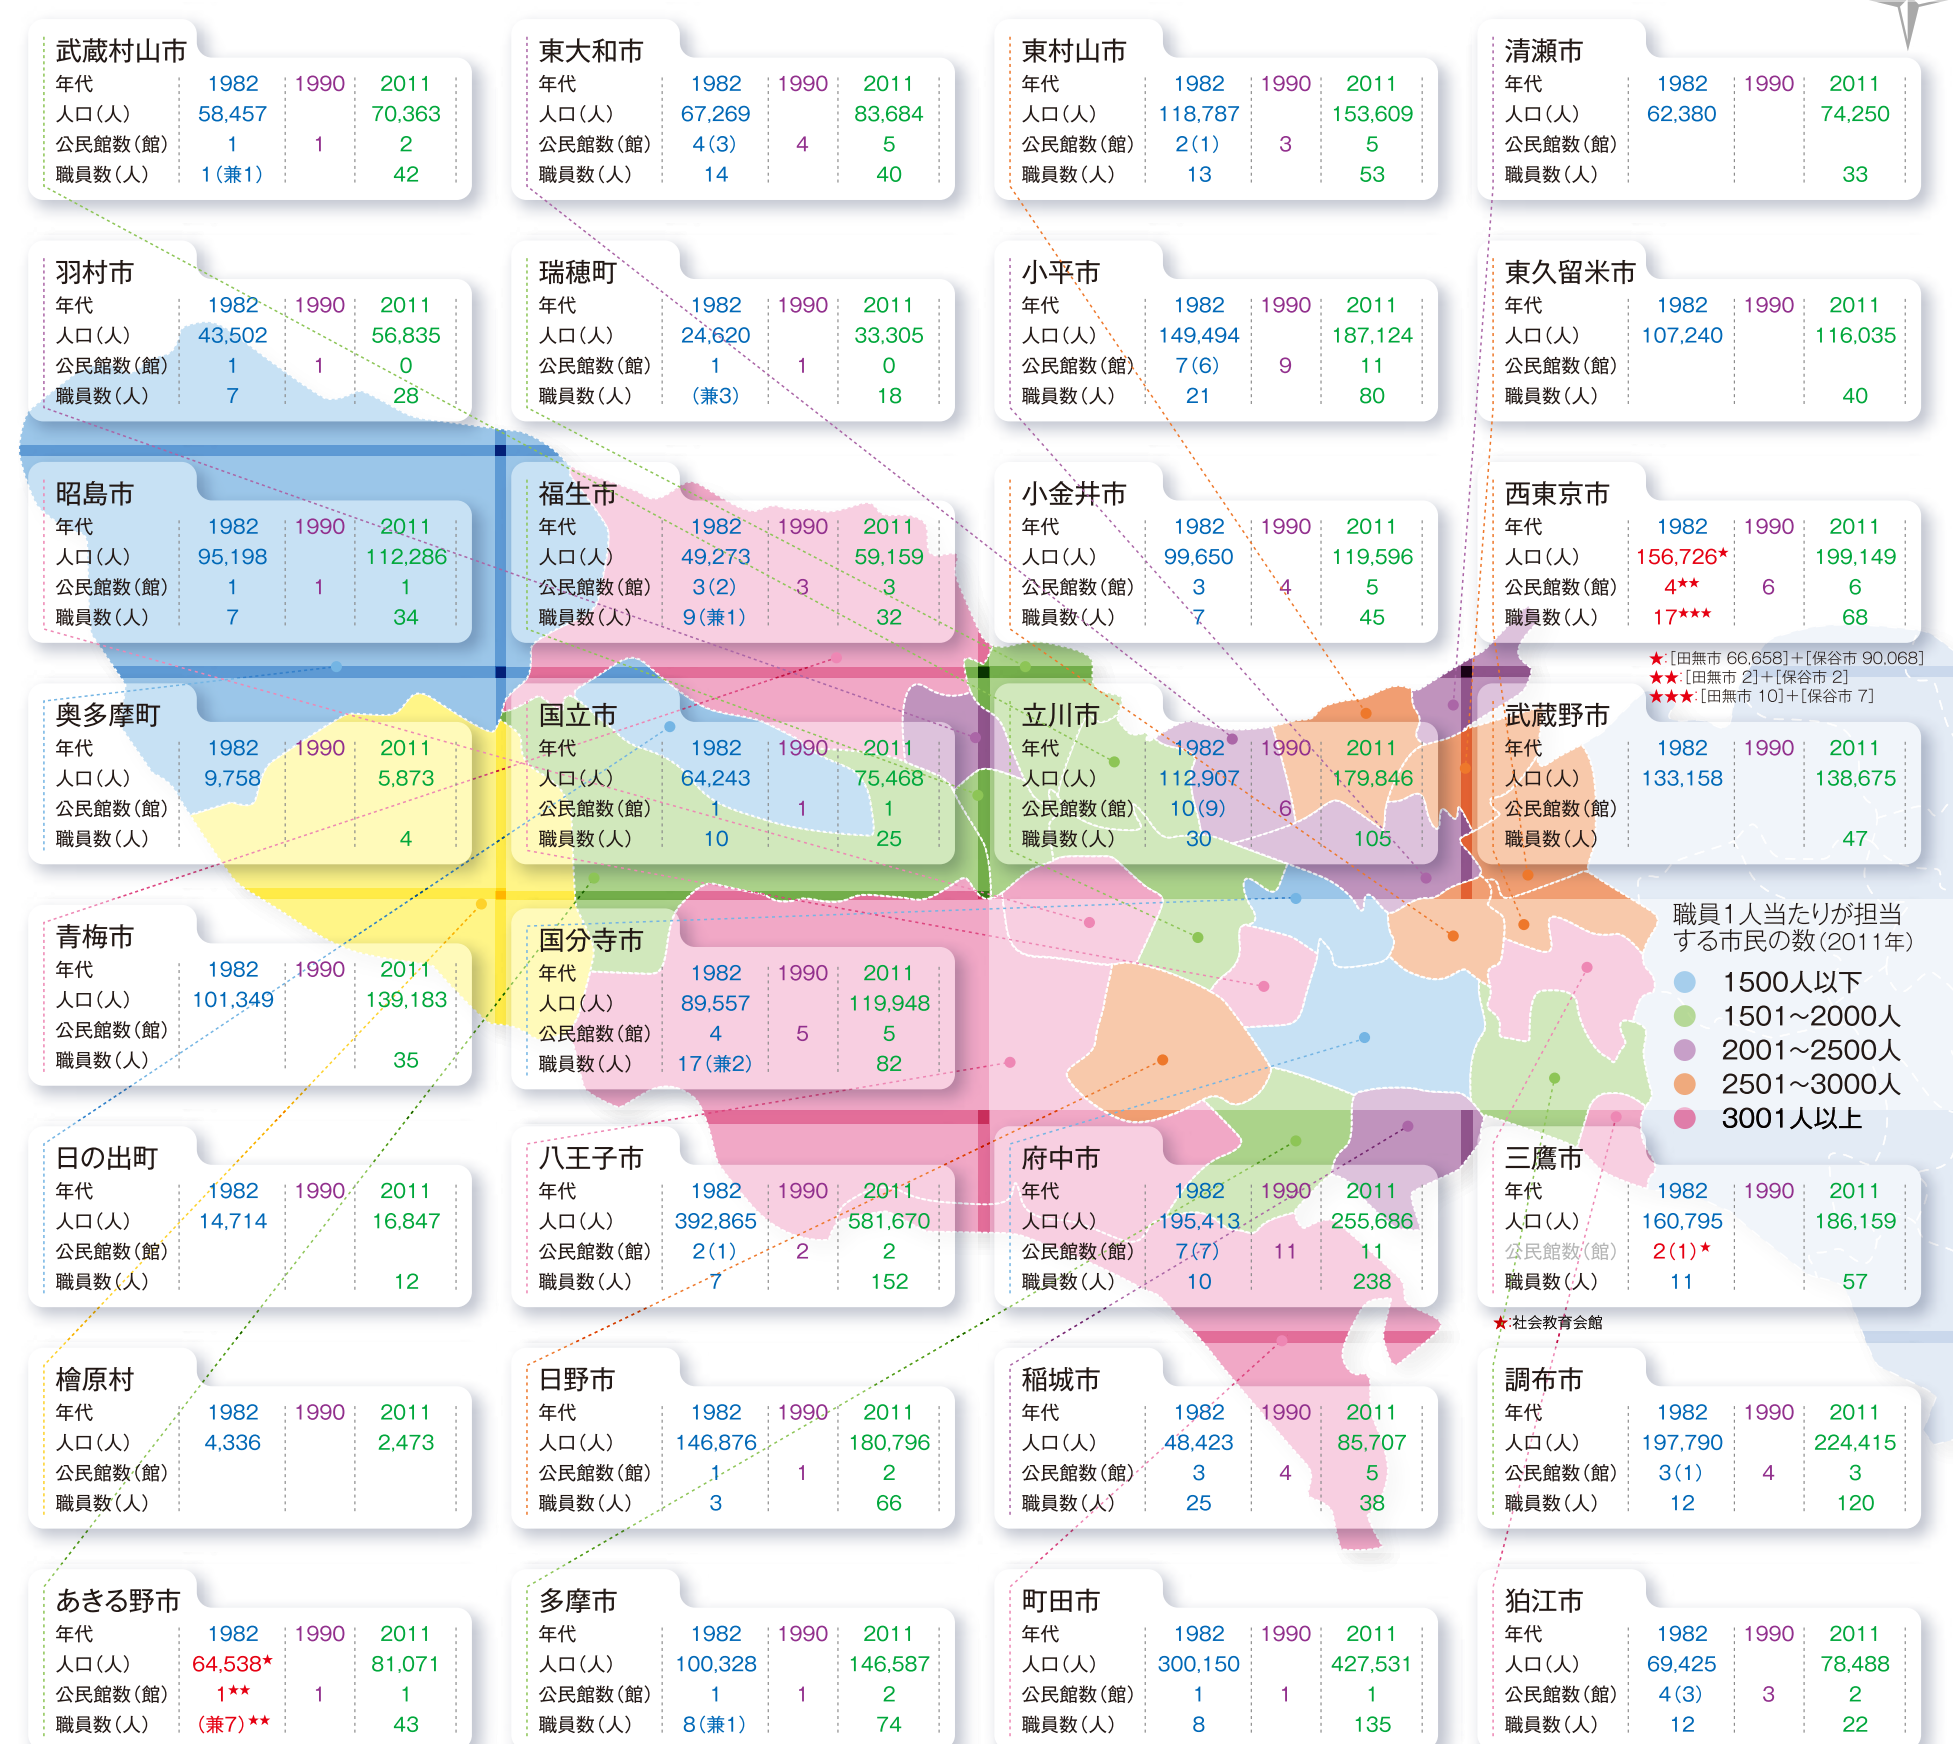 武蔵村山市
年代 1982 1990 2011
人口(人) 58,457 70,363
公民館数(館) 1 1 2
職員数(人) 1(兼1) 42
東大和市
年代 1982 1990 2011
人口(人) 67,269 83,684
公民館数(館) 4(3) 4 5
職員数(人) 14 40
東村山市
年代 1982 1990 2011
人口(人) 118,787 153,609
公民館数(館) 2(1) 3 5
職員数(人) 13 53
清瀬市
年代 1982 1990 2011
人口(人) 62,380 74,250
公民館数(館)
職員数(人) 33
羽村市
年代 1982 1990 2011
人口(人) 43,502 56,835
公民館数(館) 1 1 0
職員数(人) 7 28
瑞穂町
年代 1982 1990 2011
人口(人) 24,620 33,305
公民館数(館) 1 1 0
職員数(人) (兼3) 18
小平市
年代 1982 1990 2011
人口(人) 149,494 187,124
公民館数(館) 7(6) 9 11
職員数(人) 21 80
東久留米市
年代 1982 1990 2011
人口(人) 107,240 116,035
公民館数(館)
職員数(人) 40
昭島市
年代 1982 1990 2011
人口(人) 95,198 112,286
公民館数(館) 1 1 1
職員数(人) 7 34
福生市
年代 1982 1990 2011
人口(人) 49,273 59,159
公民館数(館) 3(2) 3 3
職員数(人) 9(兼1) 32
小金井市
年代 1982 1990 2011
人口(人) 99,650 119,596
公民館数(館) 3 4 5
職員数(人) 7 45
西東京市
年代 1982 1990 2011
人口(人) 156,726★ 199,149
公民館数(館) 4★★ 6 6
職員数(人) 17★★★ 68
★:[田無市 66,658]+[保谷市 90,068]
★★:[田無市 2]+[保谷市 2]
★★★:[田無市 10]+[保谷市 7]
奥多摩町
年代 1982 1990 2011
人口(人) 9,758 5,873
公民館数(館)
職員数(人) 4
国立市
年代 1982 1990 2011
人口(人) 64,243 75,468
公民館数(館) 1 1 1
職員数(人) 10 25
立川市
年代 1982 1990 2011
人口(人) 112,907 179,846
公民館数(館) 10(9) 6
職員数(人) 30 105
武蔵野市
年代 1982 1990 2011
人口(人) 133,158 138,675
公民館数(館)
職員数(人) 47
青梅市
年代 1982 1990 2011
人口(人) 101,349 139,183
公民館数(館)
職員数(人) 35
国分寺市
年代 1982 1990 2011
人口(人) 89,557 119,948
公民館数(館) 4 5 5
職員数(人) 17(兼2) 82
職員1人当たりが担当
する市民の数(2011年)
1500人以下
1501〜2000人
2001〜2500人
2501〜3000人
3001人以上
日の出町
年代 1982 1990 2011
人口(人) 14,714 16,847
公民館数(館)
職員数(人) 12
八王子市
年代 1982 1990 2011
人口(人) 392,865 581,670
公民館数(館) 2(1) 2 2
職員数(人) 7 152
府中市
年代 1982 1990 2011
人口(人) 195,413 255,686
公民館数(館) 7(7) 11 11
職員数(人) 10 238
三鷹市
年代 1982 1990 2011
人口(人) 160,795 186,159
公民館数(館) 2(1)★
職員数(人) 11 57
★:社会教育会館
檜原村
年代 1982 1990 2011
人口(人) 4,336 2,473
公民館数(館)
職員数(人)
日野市
年代 1982 1990 2011
人口(人) 146,876 180,796
公民館数(館) 1 1 2
職員数(人) 3 66
稲城市
年代 1982 1990 2011
人口(人) 48,423 85,707
公民館数(館) 3 4 5
職員数(人) 25 38
調布市
年代 1982 1990 2011
人口(人) 197,790 224,415
公民館数(館) 3(1) 4 3
職員数(人) 12 120
あきる野市
年代 1982 1990 2011
人口(人) 64,538★ 81,071
公民館数(館) 1★★ 1 1
職員数(人) (兼7)★★ 43
多摩市
年代 1982 1990 2011
人口(人) 100,328 146,587
公民館数(館) 1 1 2
職員数(人) 8(兼1) 74
町田市
年代 1982 1990 2011
人口(人) 300,150 427,531
公民館数(館) 1 1 1
職員数(人) 8 135
狛江市
年代 1982 1990 2011
人口(人) 69,425 78,488
公民館数(館) 4(3) 3 2
職員数(人) 12 22